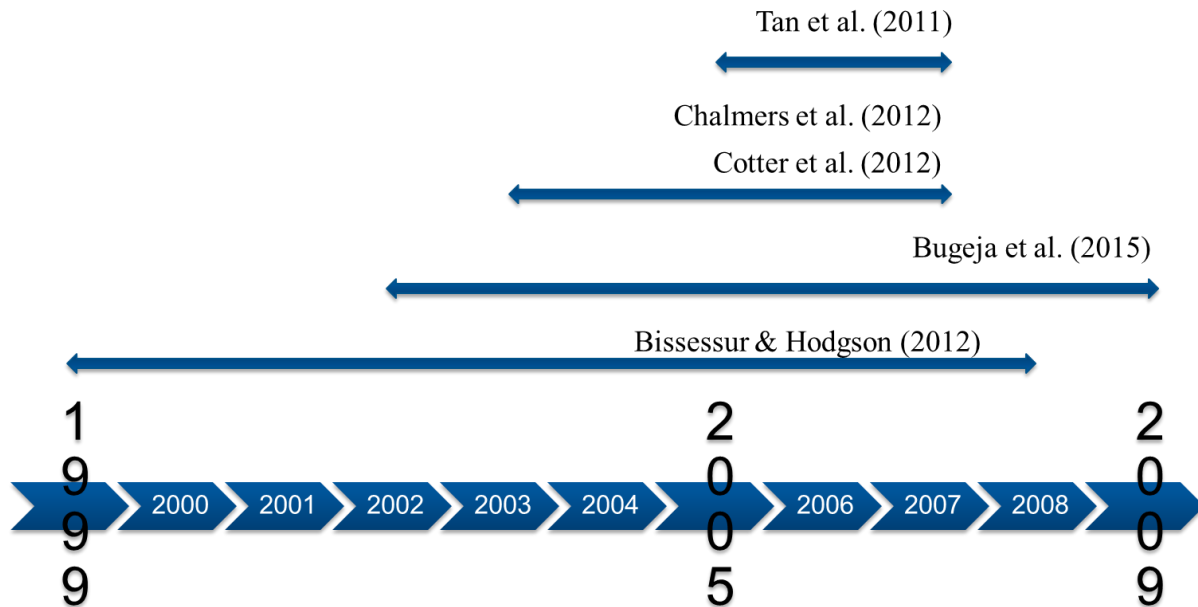 Tan et al. (2011)
Chalmers et al. (2012)
Cotter et al. (2012)
Bugeja et al. (2015)
Bissessur & Hodgson (2012)
1999
2000
2001
2002
2003
2004
2005
2006
2007
2008
2009